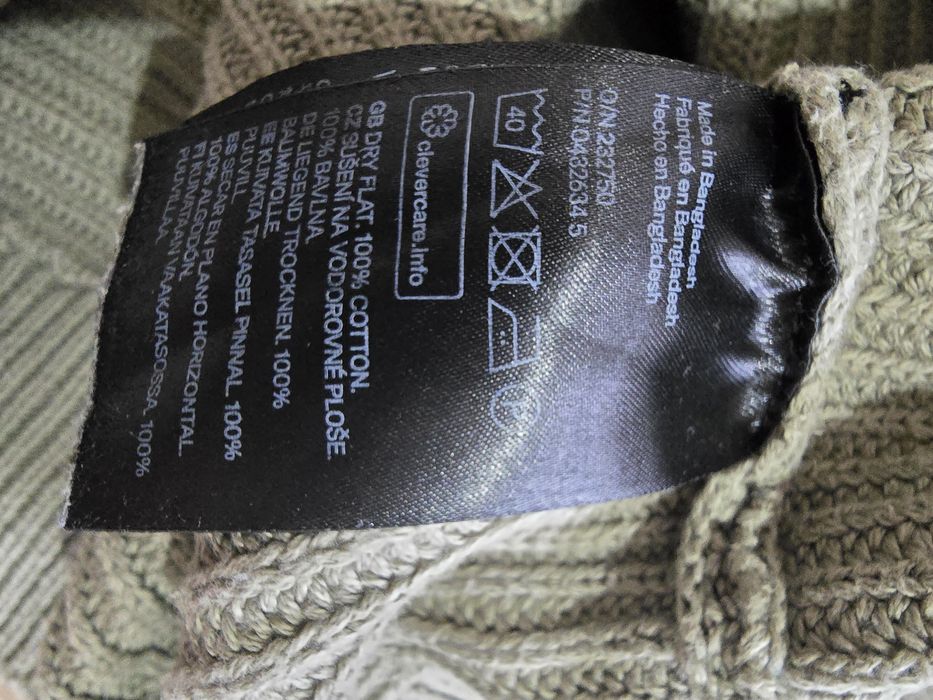 Made in Bangladesh
Fabriqué en Bangladesh
Hecho en Bangladesh
O/N 232750
P/N 0432634 5
40
P
clevercare.info
GB DRY FLAT. 100% COTTON.
CZ SUŠENÍ NA VODOROVNÉ PLOŠE.
100% BAVLNA.
DE LIEGEND TROCKNEN. 100%
BAUMWOLLE
EE KUIVATA TASASEL PINNAL. 100%
PUUVILL
ES SECAR EN PLANO HORIZONTAL.
100% ALGODÓN.
FI KUIVATAAN VAAKATASOSSA. 100%
PUUVILLAA